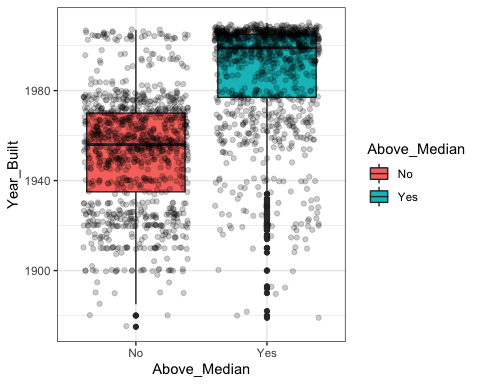 1980
1940
1900
Year_Built
No
Yes
Above_Median
Above_Median
No
Yes